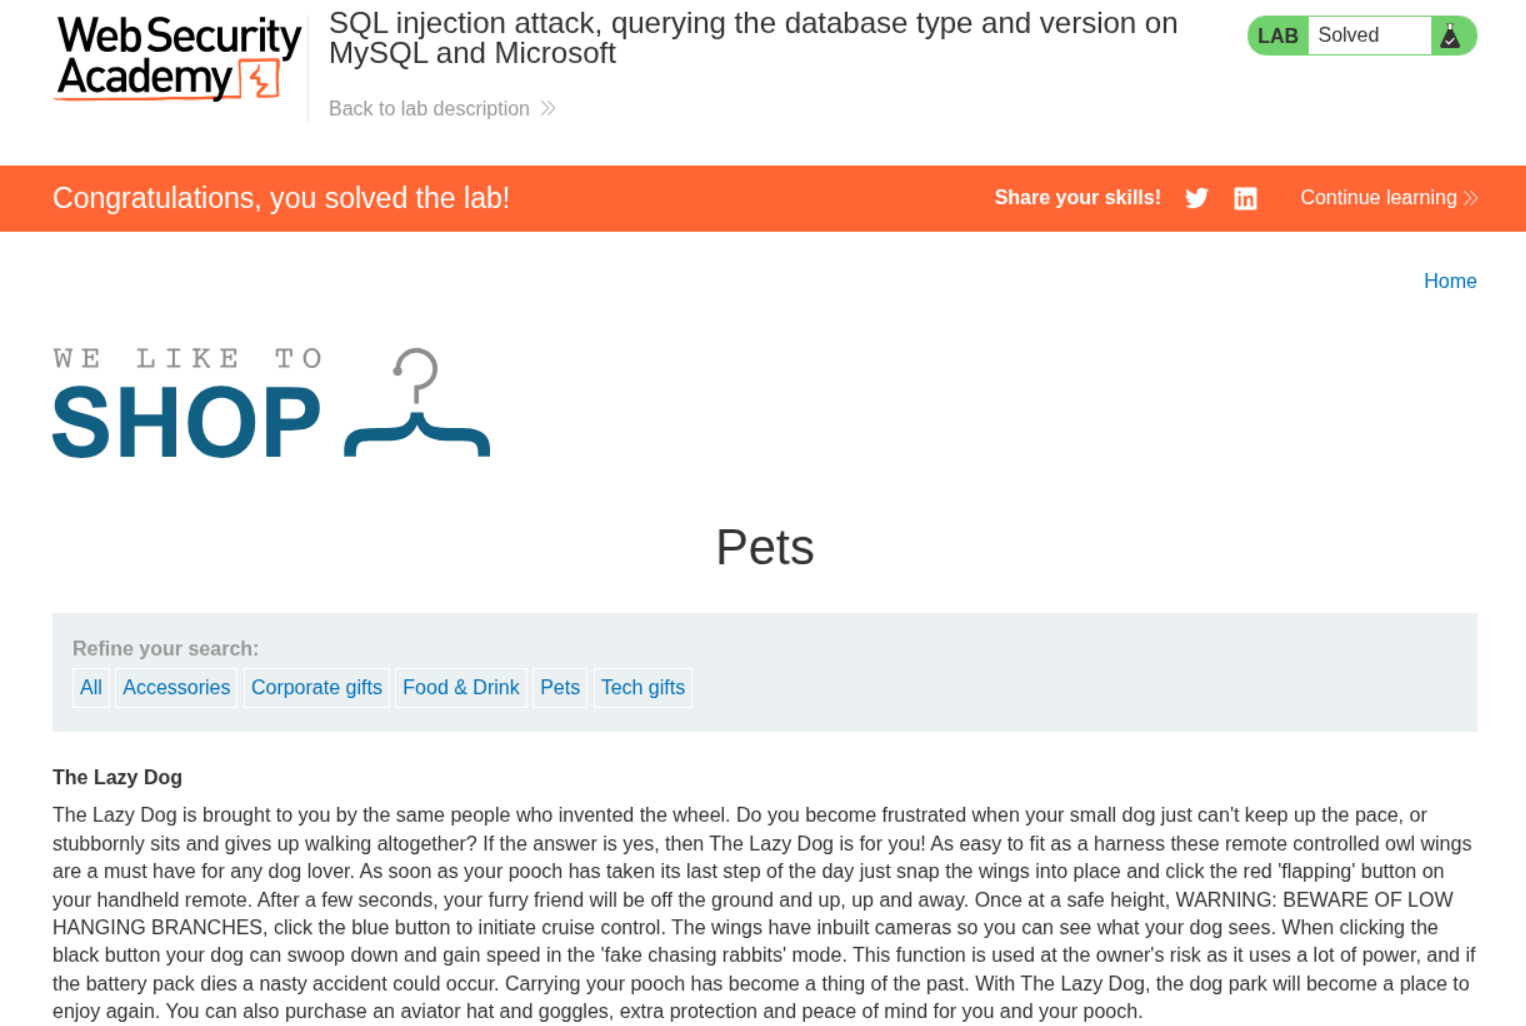 Web Security
Academy
SQL injection attack, querying the database type and version on
MySQL and Microsoft
Back to lab description
LAB Solved
Congratulations, you solved the lab!
Share your skills!
Continue learning
Home
WE LIKE TO
SHOP
Pets
Refine your search:
All Accessories Corporate gifts Food & Drink Pets Tech gifts
The Lazy Dog
The Lazy Dog is brought to you by the same people who invented the wheel. Do you become frustrated when your small dog just can't keep up the pace, or
stubbornly sits and gives up walking altogether? If the answer is yes, then The Lazy Dog is for you! As easy to fit as a harness these remote controlled owl wings
are a must have for any dog lover. As soon as your pooch has taken its last step of the day just snap the wings into place and click the red 'flapping' button on
your handheld remote. After a few seconds, your furry friend will be off the ground and up, up and away. Once at a safe height, WARNING: BEWARE OF LOW
HANGING BRANCHES, click the blue button to initiate cruise control. The wings have inbuilt cameras so you can see what your dog sees. When clicking the
black button your dog can swoop down and gain speed in the 'fake chasing rabbits' mode. This function is used at the owner's risk as it uses a lot of power, and if
the battery pack dies a nasty accident could occur. Carrying your pooch has become a thing of the past. With The Lazy Dog, the dog park will become a place to
enjoy again. You can also purchase an aviator hat and goggles, extra protection and peace of mind for you and your pooch.